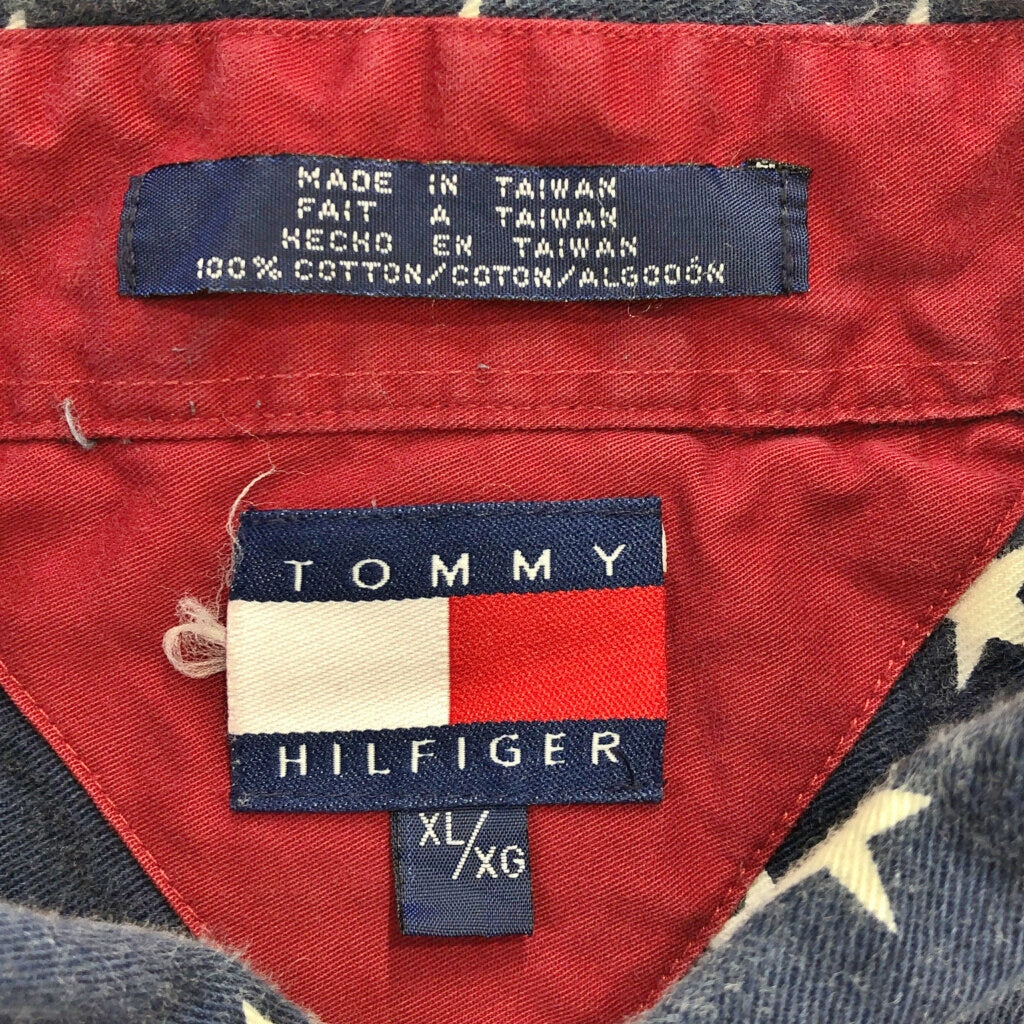 MADE IN TAIWAN
FAIT A TAIWAN
HECHO EN TAIWAN
100% COTTON/COTON/ALGODÓN
TOMMY
HILFIGER
XL/XG